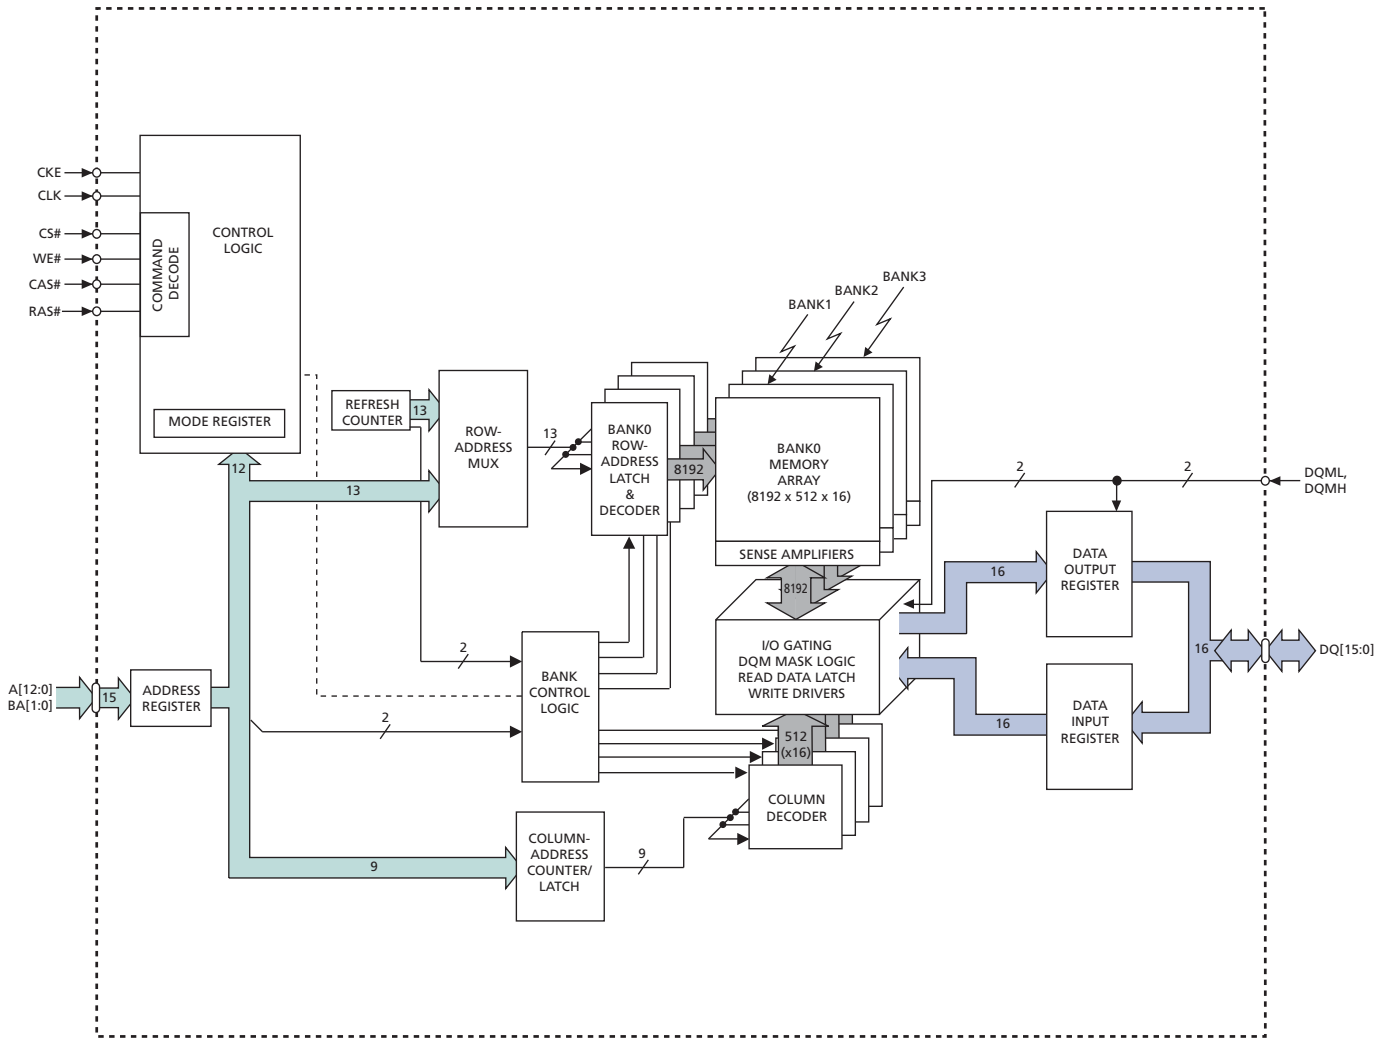 CKE
CLK
CS#
WE#
CAS#
RAS#
COMMAND
DECODE
CONTROL
LOGIC
MODE REGISTER
12
BANK1
BANK2
BANK3
REFRESH
COUNTER
13
13
ROW-
ADDRESS
MUX
13
BANK0
ROW-
ADDRESS
LATCH
&
DECODER
8192
BANK0
MEMORY
ARRAY
(8192 x 512 x 16)
SENSE AMPLIFIERS
8192
I/O GATING
DQM MASK LOGIC
READ DATA LATCH
WRITE DRIVERS
2
2
DQML,
DQMH
16
DATA
OUTPUT
REGISTER
16
DQ[15:0]
16
DATA
INPUT
REGISTER
A[12:0]
BA[1:0]
15
ADDRESS
REGISTER
2
2
BANK
CONTROL
LOGIC
512
(x16)
COLUMN
DECODER
9
COLUMN-
ADDRESS
COUNTER/
LATCH
9